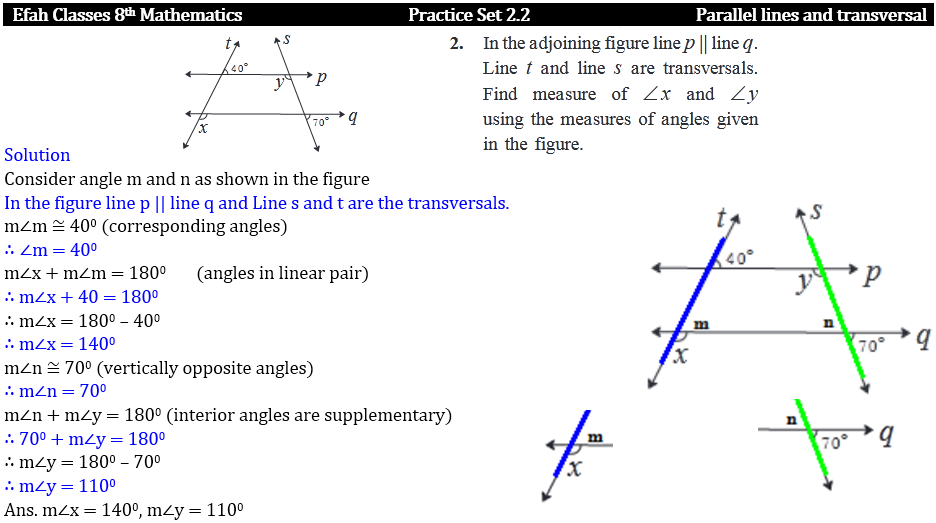 Efah Classes 8th Mathematics Practice Set 2.2 Parallel lines and transversal
t s
40°
y p
x 70° q
2. In the adjoining figure line p || line q.
Line t and line s are transversals.
Find measure of ∠x and ∠y
using the measures of angles given
in the figure.
Solution
Consider angle m and n as shown in the figure
In the figure line p || line q and Line s and t are the transversals.
m∠m ≅ 40⁰ (corresponding angles)
∴ ∠m = 40⁰
m∠x + m∠m = 180⁰ (angles in linear pair)
∴ m∠x + 40 = 180⁰
∴ m∠x = 180⁰ – 40⁰
∴ m∠x = 140⁰
m∠n ≅ 70⁰ (vertically opposite angles)
∴ m∠n = 70⁰
m∠n + m∠y = 180⁰ (interior angles are supplementary)
∴ 70⁰ + m∠y = 180⁰
∴ m∠y = 180⁰ – 70⁰
∴ m∠y = 110⁰
Ans. m∠x = 140⁰, m∠y = 110⁰
t s
40°
y p
m n
x 70° q
m
x
n
70° q